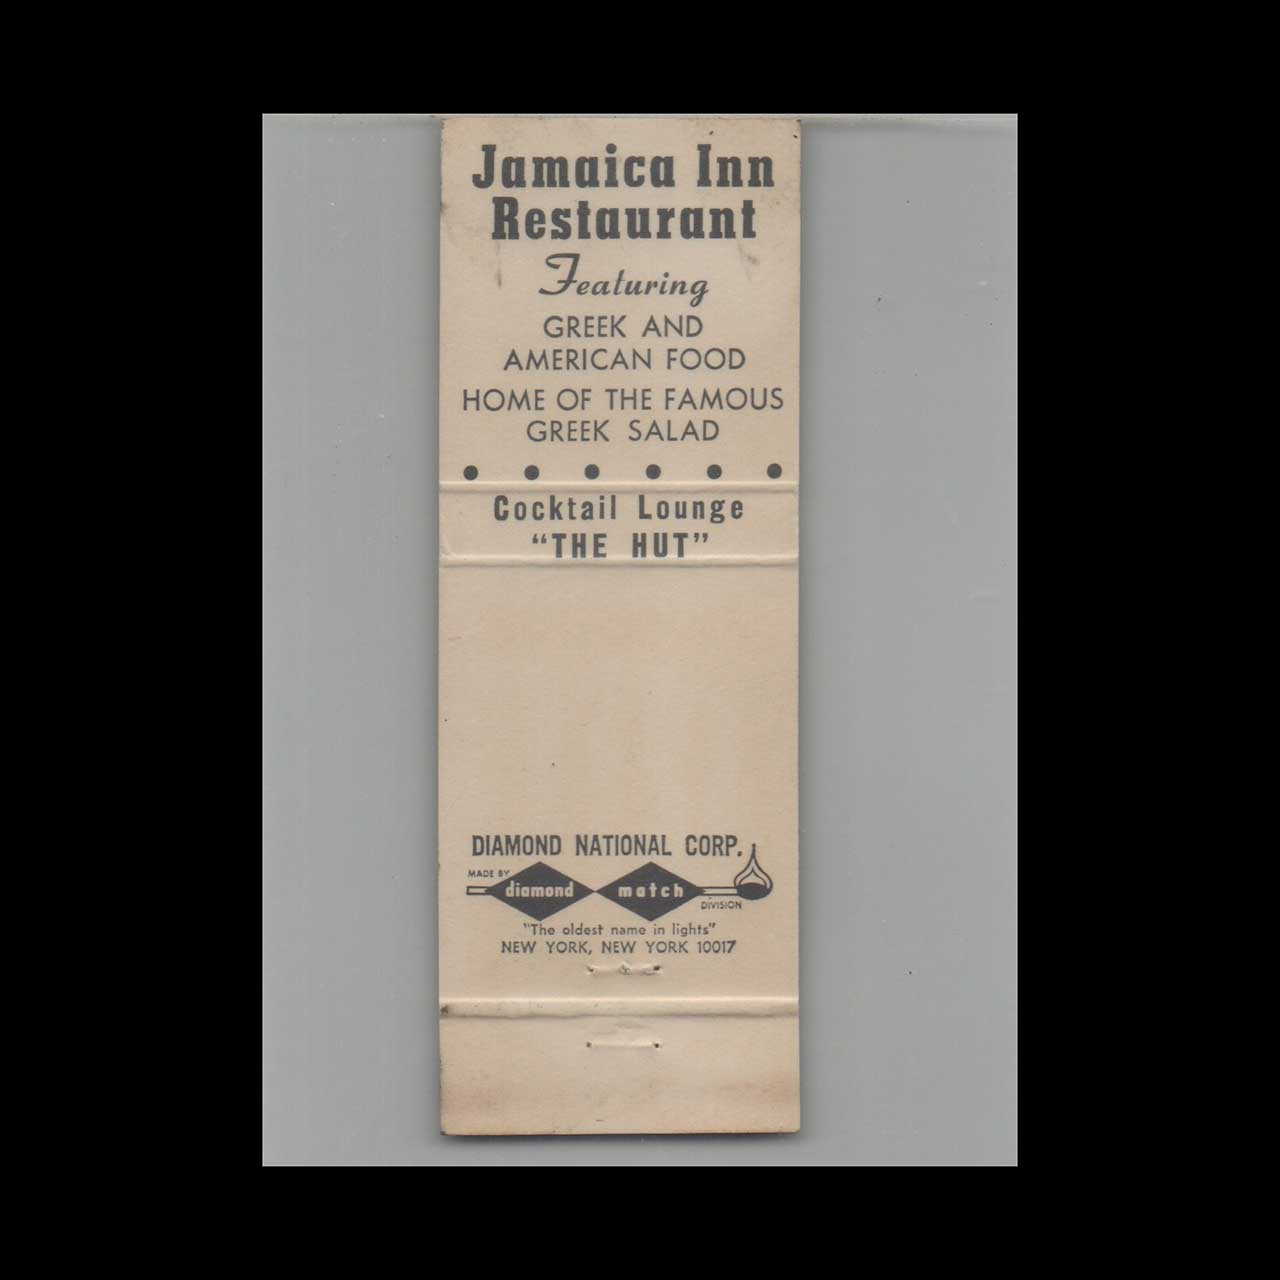 Jamaica Inn
Restaurant
Featuring
GREEK AND
AMERICAN FOOD
HOME OF THE FAMOUS
GREEK SALAD
Cocktail Lounge
"THE HUT"
DIAMOND NATIONAL CORP.
MADE BY
diamond match
DIVISION
"The oldest name in lights"
NEW YORK, NEW YORK 10017